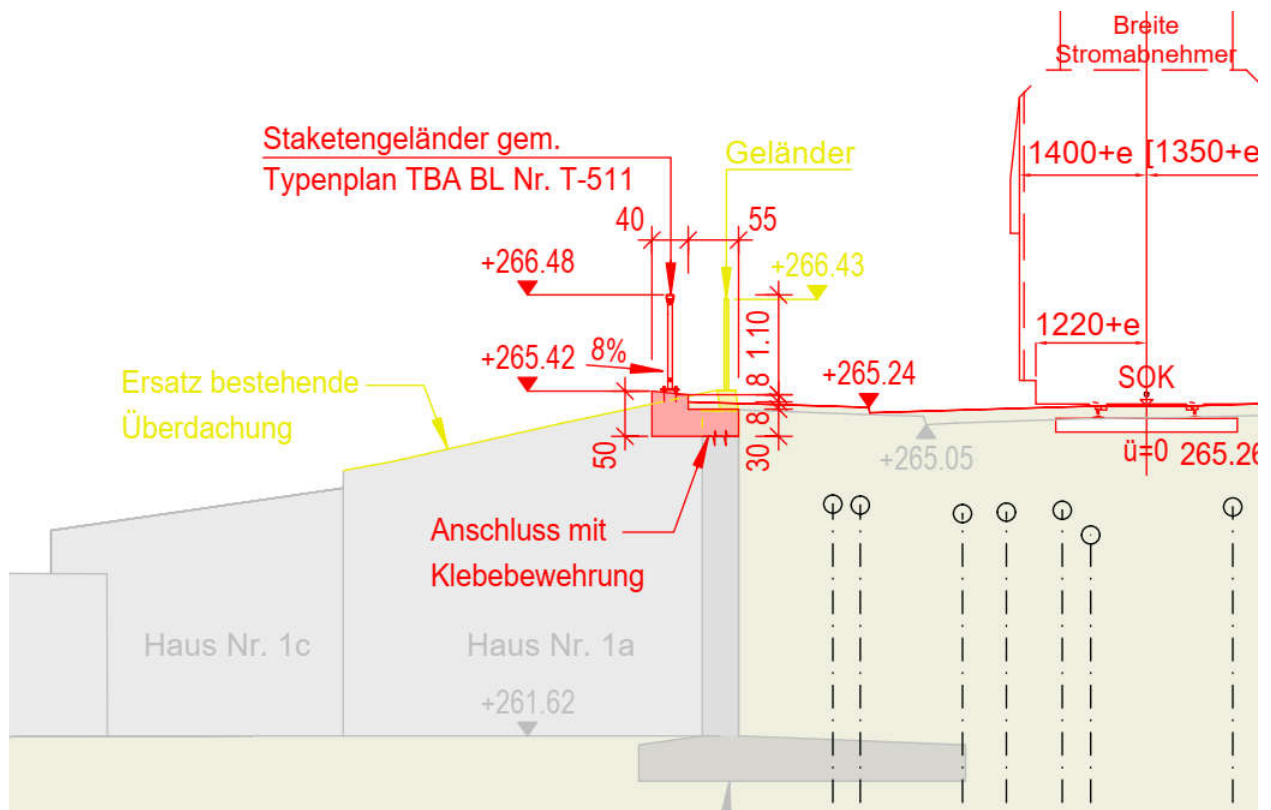 Breite
Stromabnehmer
Staketengeländer gem.
Typenplan TBA BL Nr. T-511
Geländer
1400+e
[1350+e
40
55
+266.48
+266.43
1.10
1220+e
+265.42
8%
8
+265.24
SOK
Ersatz bestehende
Überdachung
8
50
30
+265.05
ü=0
265.26
Anschluss mit
Klebebewehrung
Haus Nr. 1c
Haus Nr. 1a
+261.62